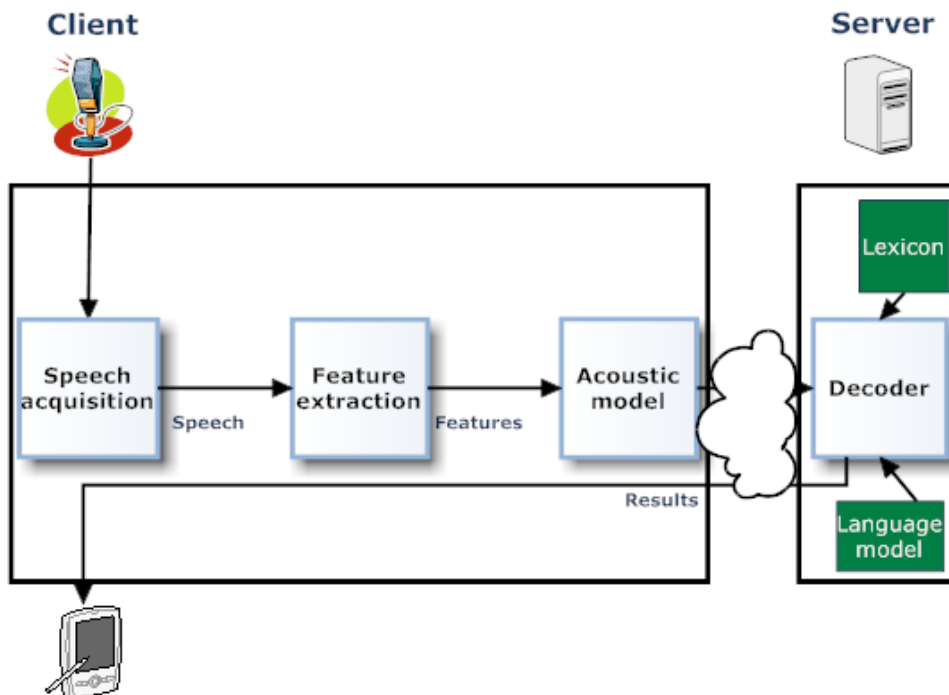 Client
Server
Lexicon
Speech
acquisition
Speech
Feature
extraction
Features
Acoustic
model
Decoder
Results
Language
model